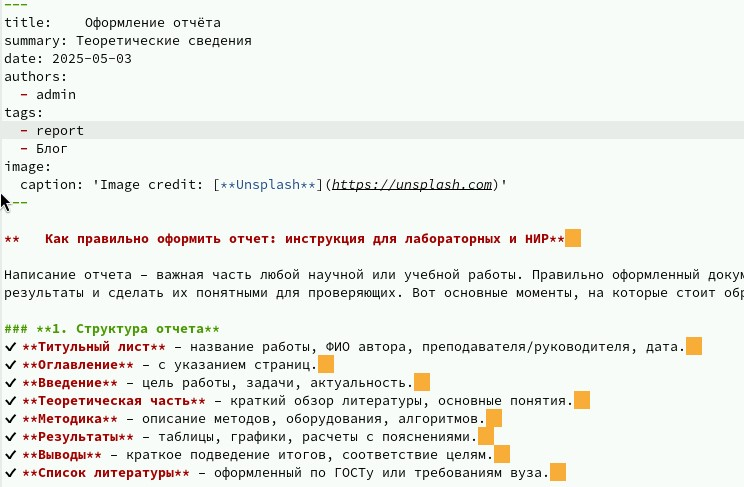 ---
title:    Оформление отчёта
summary: Теоретические сведения
date: 2025-05-03
authors:
  - admin
tags:
  - report
  - Блог
image:
  caption: 'Image credit: [**Unsplash**](https://unsplash.com)'
---
**   Как правильно оформить отчет: инструкция для лабораторных и НИР**
Написание отчета – важная часть любой научной или учебной работы. Правильно оформленный
результаты и сделать их понятными для проверяющих. Вот основные моменты, на которые стоит
### **1. Структура отчета**
✔ **Титульный лист** – название работы, ФИО автора, преподавателя/руководителя, дата.
✔ **Оглавление** – с указанием страниц.
✔ **Введение** – цель работы, задачи, актуальность.
✔ **Теоретическая часть** – краткий обзор литературы, основные понятия.
✔ **Методика** – описание методов, оборудования, алгоритмов.
✔ **Результаты** – таблицы, графики, расчеты с пояснениями.
✔ **Выводы** – краткое подведение итогов, соответствие целям.
✔ **Список литературы** – оформленный по ГОСТу или требованиям вуза.